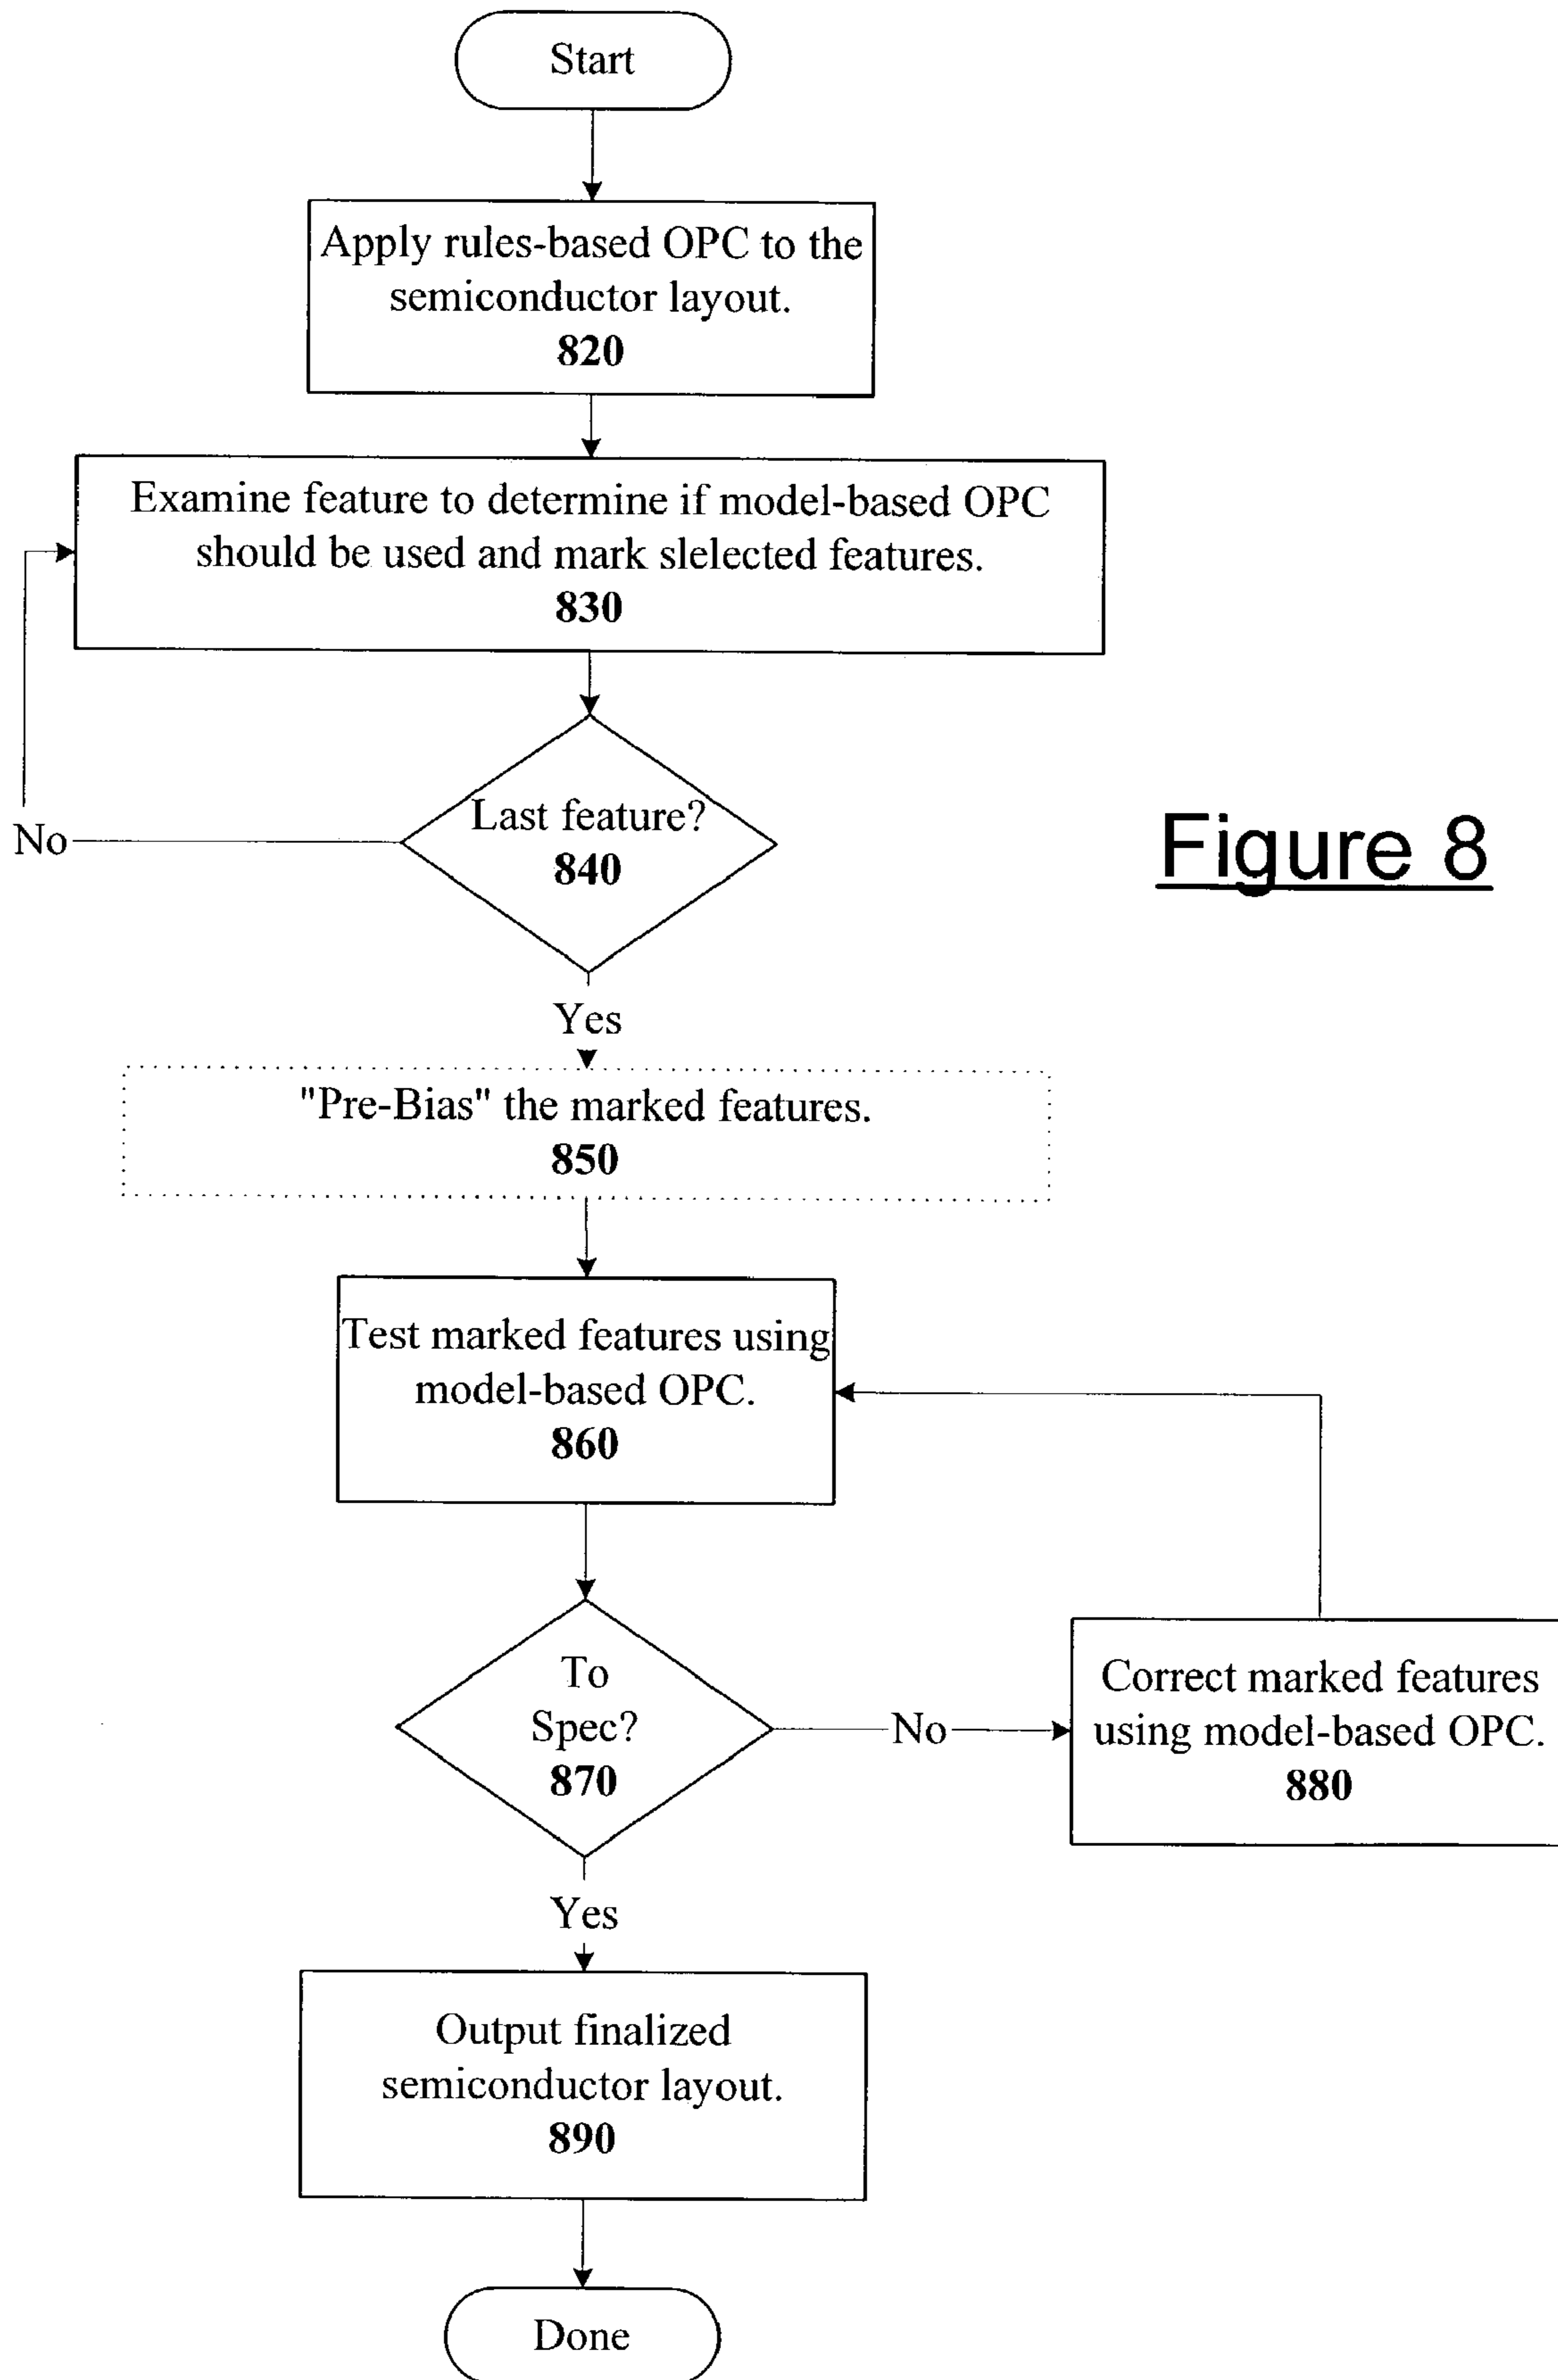 Start
Apply rules-based OPC to the
semiconductor layout.
820
Examine feature to determine if model-based OPC
should be used and mark slelected features.
830
Last feature?
840
No
Figure 8
Yes
"Pre-Bias" the marked features.
850
Test marked features using
model-based OPC.
860
To
Spec?
870
No
Correct marked features
using model-based OPC.
880
Yes
Output finalized
semiconductor layout.
890
Done